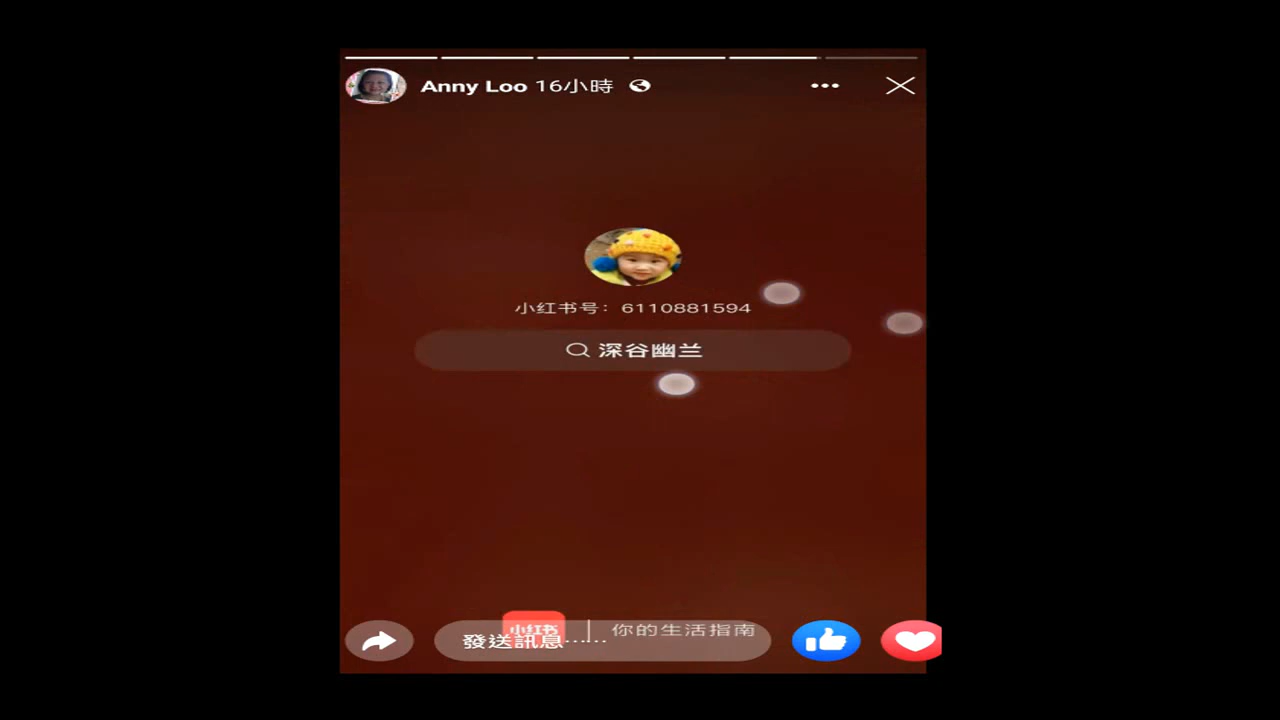 Anny Loo 16小時
小红书号：6110881594
深谷幽兰
小红书 | 你的生活指南
發送訊息……